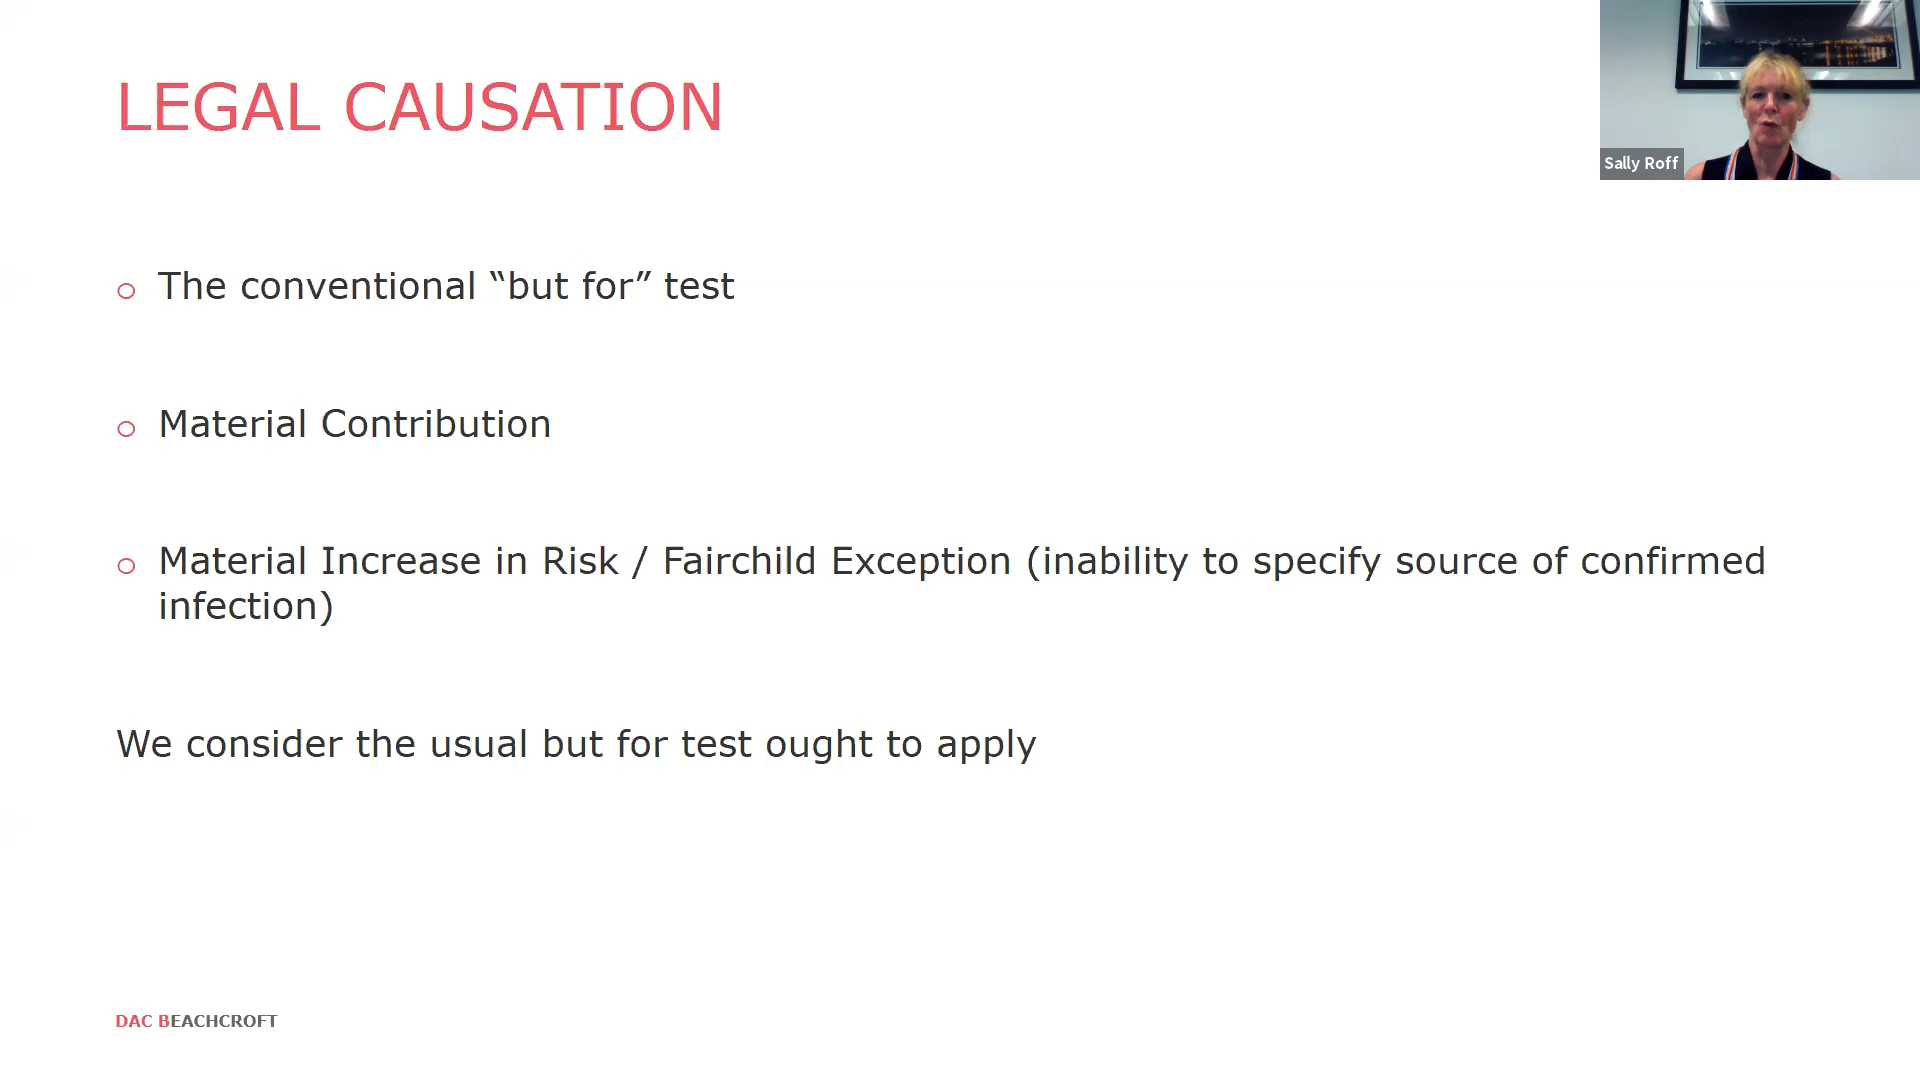 LEGAL CAUSATION
Sally Roff
o The conventional “but for” test
o Material Contribution
o Material Increase in Risk / Fairchild Exception (inability to specify source of confirmed
infection)
We consider the usual but for test ought to apply
DAC BEACHCROFT